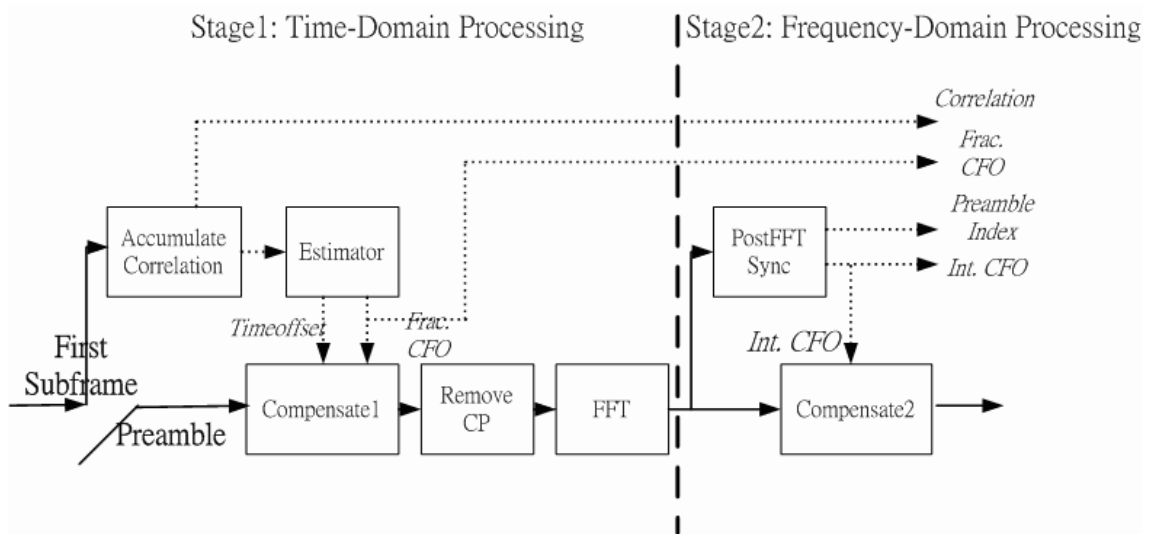 Stage1: Time-Domain Processing
Stage2: Frequency-Domain Processing
Correlation
Frac.
CFO
Preamble
Index
Int. CFO
Accumulate
Correlation
Estimator
PostFFT
Sync
Timeoffset
Frac.
CFO
Int. CFO
First
Subframe
Preamble
Compensate1
Remove
CP
FFT
Compensate2